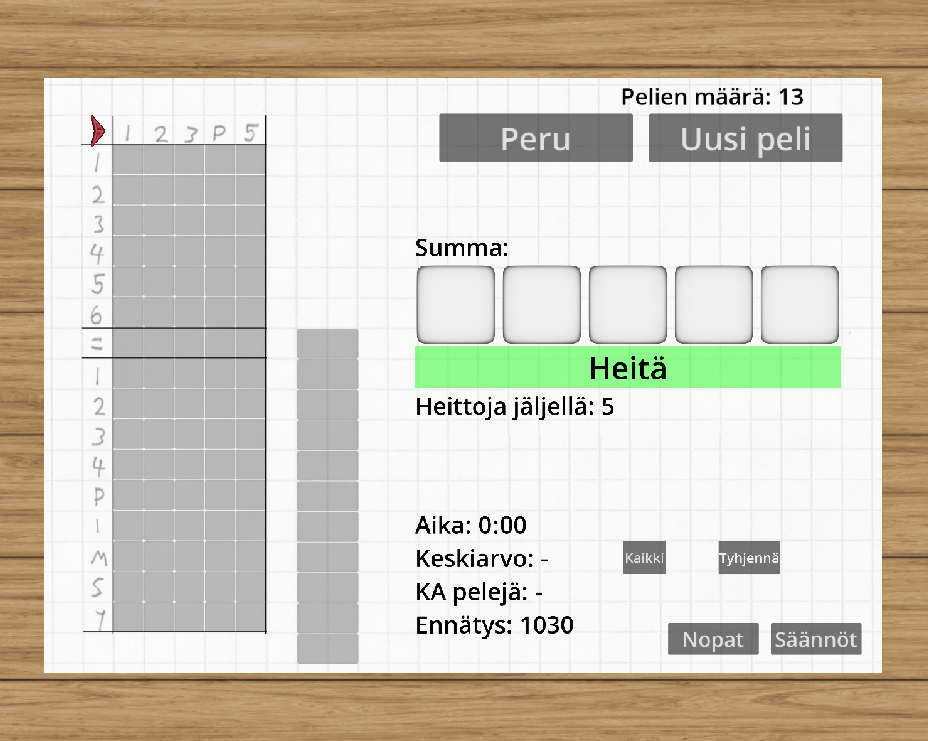 Pelien määrä: 13
Peru
Uusi peli
1 2 3 P 5
1
2
3
4
5
6
=
1
2
3
4
P
1
M
S
Y
Summa:
Heitä
Heittoja jäljellä: 5
Aika: 0:00
Keskiarvo: -
KA pelejä: -
Ennätys: 1030
Kaikki
Tyhjennä
Nopat
Säännöt